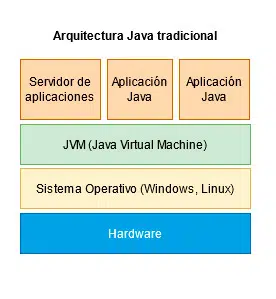 Arquitectura Java tradicional
Servidor de
aplicaciones
Aplicación
Java
Aplicación
Java
JVM (Java Virtual Machine)
Sistema Operativo (Windows, Linux)
Hardware